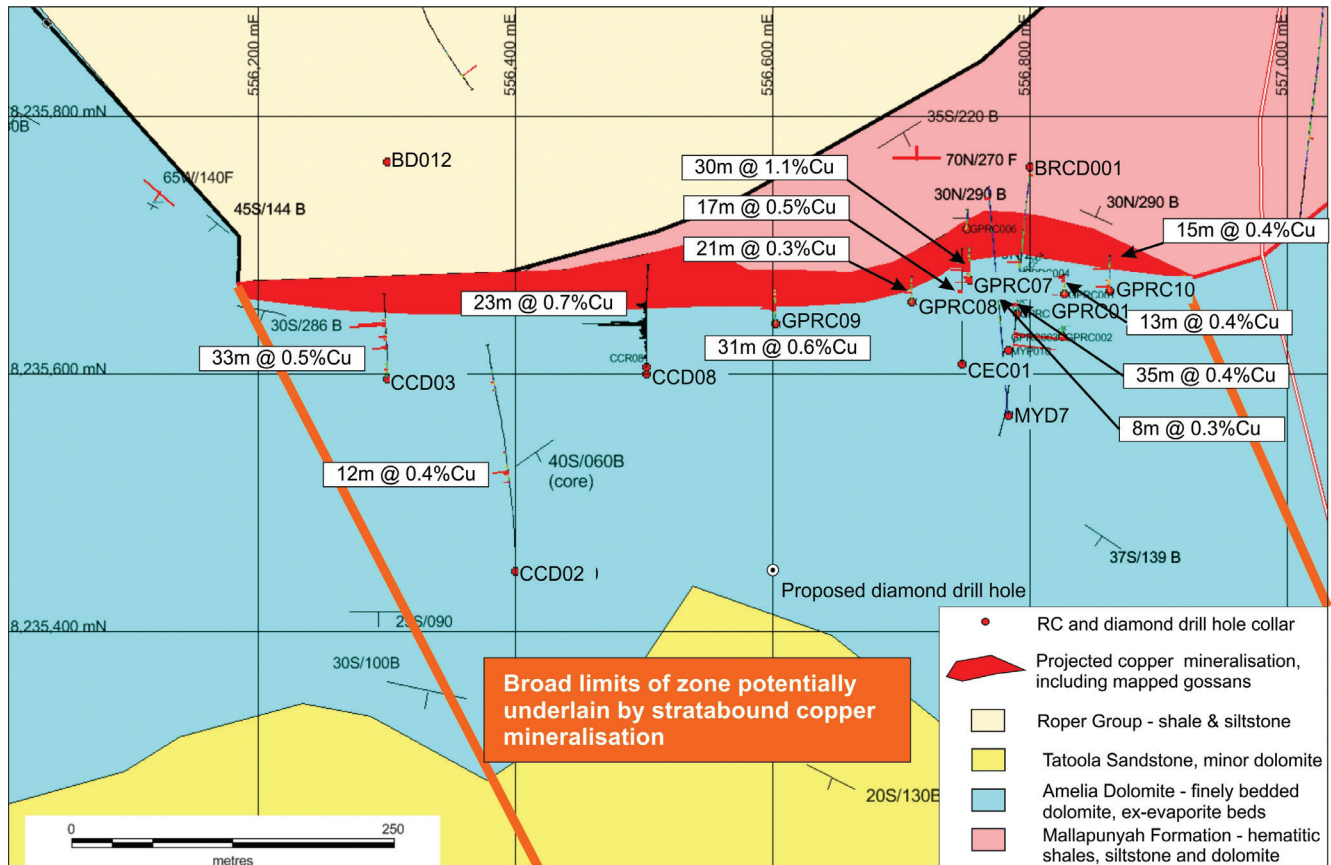 556,200 mE
556,400 mE
556,600 mE
556,800 mE
557,000 mE
8,235,800 mN
35S/220 B
BD012
30m @ 1.1%Cu
70N/270 F
BRCD001
65W/140F
45S/144 B
17m @ 0.5%Cu
30N/290 B
30N/290 B
21m @ 0.3%Cu
GPRC006
15m @ 0.4%Cu
23m @ 0.7%Cu
GPRC07
GPRC10
GPRC08
GPRC01
30S/286 B
GPRC09
13m @ 0.4%Cu
GPRC002
33m @ 0.5%Cu
31m @ 0.6%Cu
CCR08
8,235,600 mN
CCD03
CCD08
CEC01
35m @ 0.4%Cu
MYD7
8m @ 0.3%Cu
12m @ 0.4%Cu
40S/060B
(core)
37S/139 B
CCD02
Proposed diamond drill hole
8,235,400 mN
30S/100B
20S/130B
Broad limits of zone potentially
underlain by stratabound copper
mineralisation
RC and diamond drill hole collar
Projected copper mineralisation,
including mapped gossans
Roper Group - shale & siltstone
Tatoola Sandstone, minor dolomite
Amelia Dolomite - finely bedded
dolomite, ex-evaporite beds
Mallapunyah Formation - hematitic
shales, siltstone and dolomite
0
250
metres